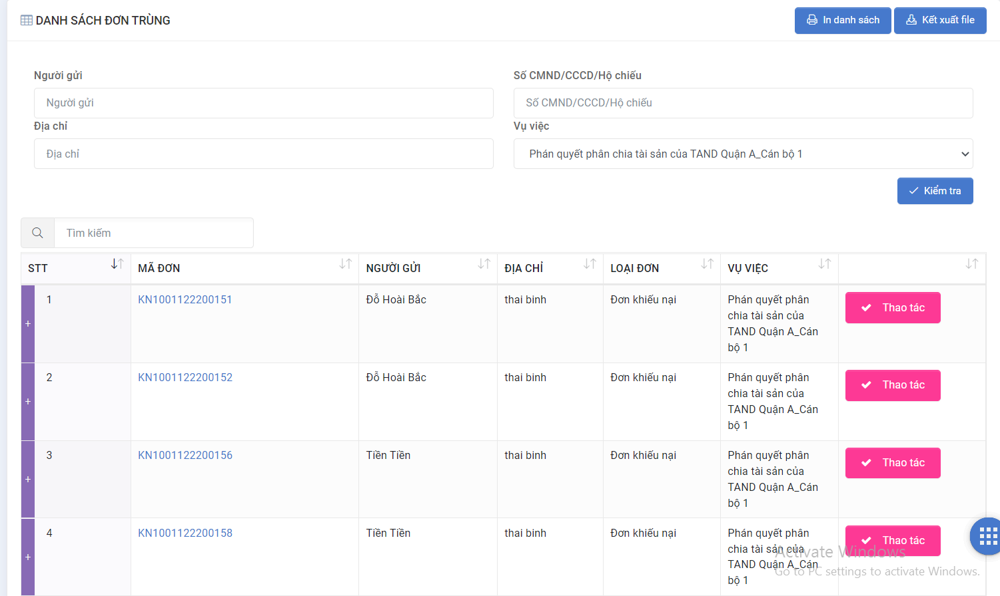 DANH SÁCH ĐƠN TRÙNG
In danh sách
Kết xuất file
Người gửi
Số CMND/CCCD/Hộ chiếu
Người gửi
Số CMND/CCCD/Hộ chiếu
Địa chỉ
Vụ việc
Địa chỉ
Phán quyết phân chia tài sản của TAND Quận A_Cán bộ 1
Kiểm tra
Tìm kiếm
STT MÃ ĐƠN NGƯỜI GỬI ĐỊA CHỈ LOẠI ĐƠN VỤ VIỆC
+
1 KN1001122200151 Đỗ Hoài Bắc thai binh Đơn khiếu nại Phán quyết phân
chia tài sản của
TAND Quận A_Cán
bộ 1
Thao tác
+
2 KN1001122200152 Đỗ Hoài Bắc thai binh Đơn khiếu nại Phán quyết phân
chia tài sản của
TAND Quận A_Cán
bộ 1
Thao tác
+
3 KN1001122200156 Tiền Tiền thai binh Đơn khiếu nại Phán quyết phân
chia tài sản của
TAND Quận A_Cán
bộ 1
Thao tác
+
4 KN1001122200158 Tiền Tiền thai binh Đơn khiếu nại Phán quyết phân
chia tài sản của
TAND Quận A_Cán
bộ 1
Thao tác
Activate Windows
Go to PC settings to activate Windows.